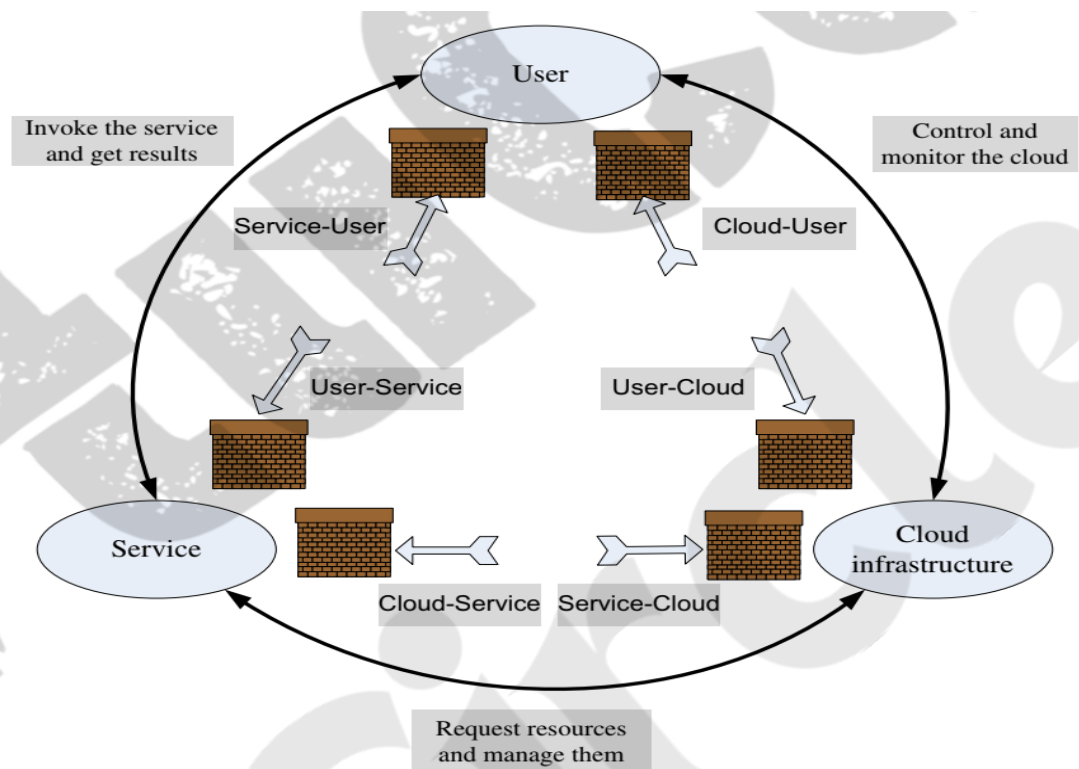 User
Invoke the service
and get results
Control and
monitor the cloud
Service-User
Cloud-User
User-Service
User-Cloud
Service
Cloud
infrastructure
Cloud-Service
Service-Cloud
Request resources
and manage them